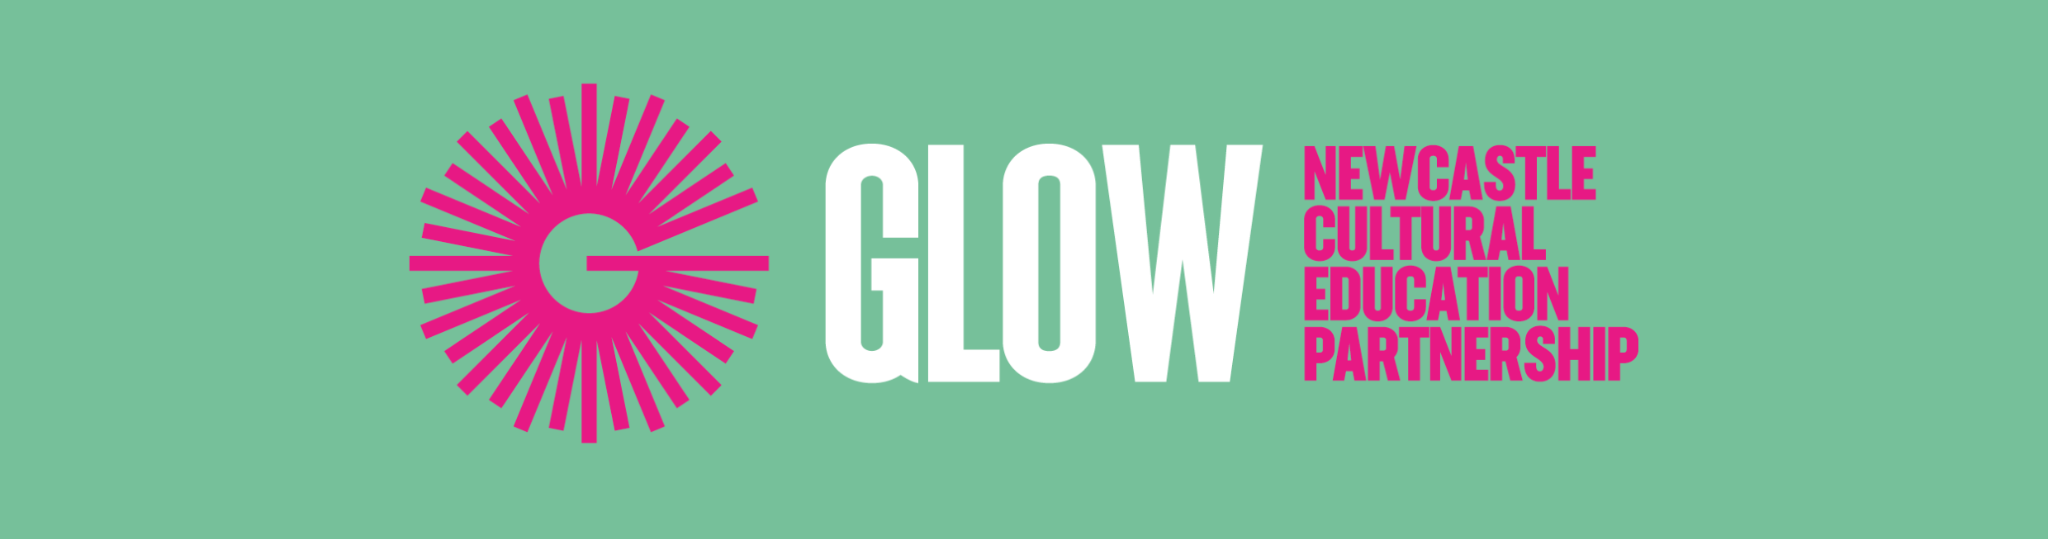 GLOW
NEWCASTLE
CULTURAL
EDUCATION
PARTNERSHIP